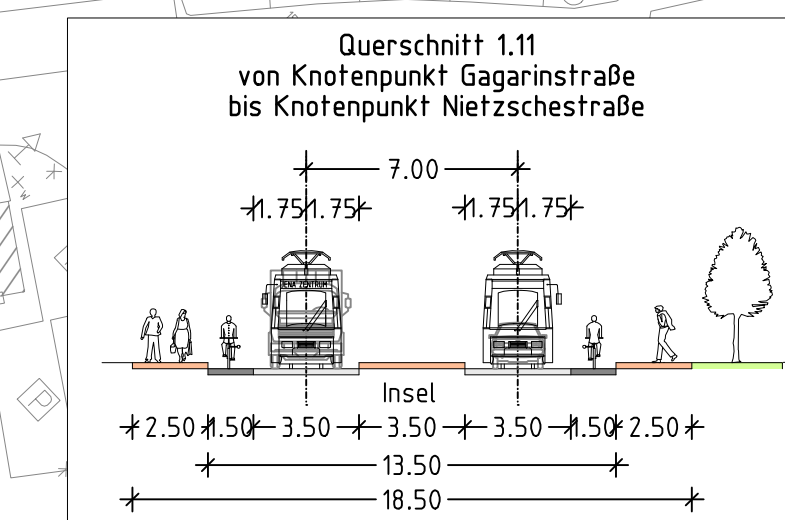 Querschnitt 1.11
von Knotenpunkt Gagarinstraße
bis Knotenpunkt Nietzschestraße
7.00
1.75 1.75 1.75 1.75
JENA ZENTRUM
Insel
2.50 1.50 3.50 3.50 3.50 1.50 2.50
13.50
18.50
P